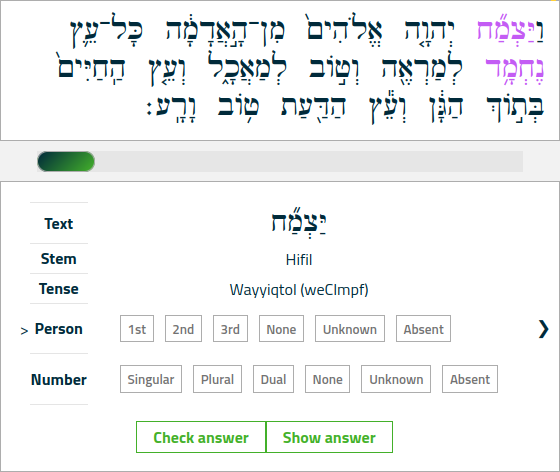 וַיַּצְמַ֞ח יְהוָ֤ה אֱלֹהִים֙ מִן־הָ֣אֲדָמָ֔ה כָּל־עֵ֛ץ
נֶחְמָ֥ד לְמַרְאֶ֖ה וְט֣וֹב לְמַאֲכָ֑ל וְעֵ֤ץ הַֽחַיִּים֙
בְּת֣וֹךְ הַגָּ֔ן וְעֵ֕ץ הַדַּ֖עַת ט֥וֹב וָרָֽע׃
Text יַּצְמַ֞ח
Stem Hifil
Tense Wayyiqtol (weClmpf)
> Person 1st 2nd 3rd None Unknown Absent ❯
Number Singular Plural Dual None Unknown Absent
Check answer Show answer